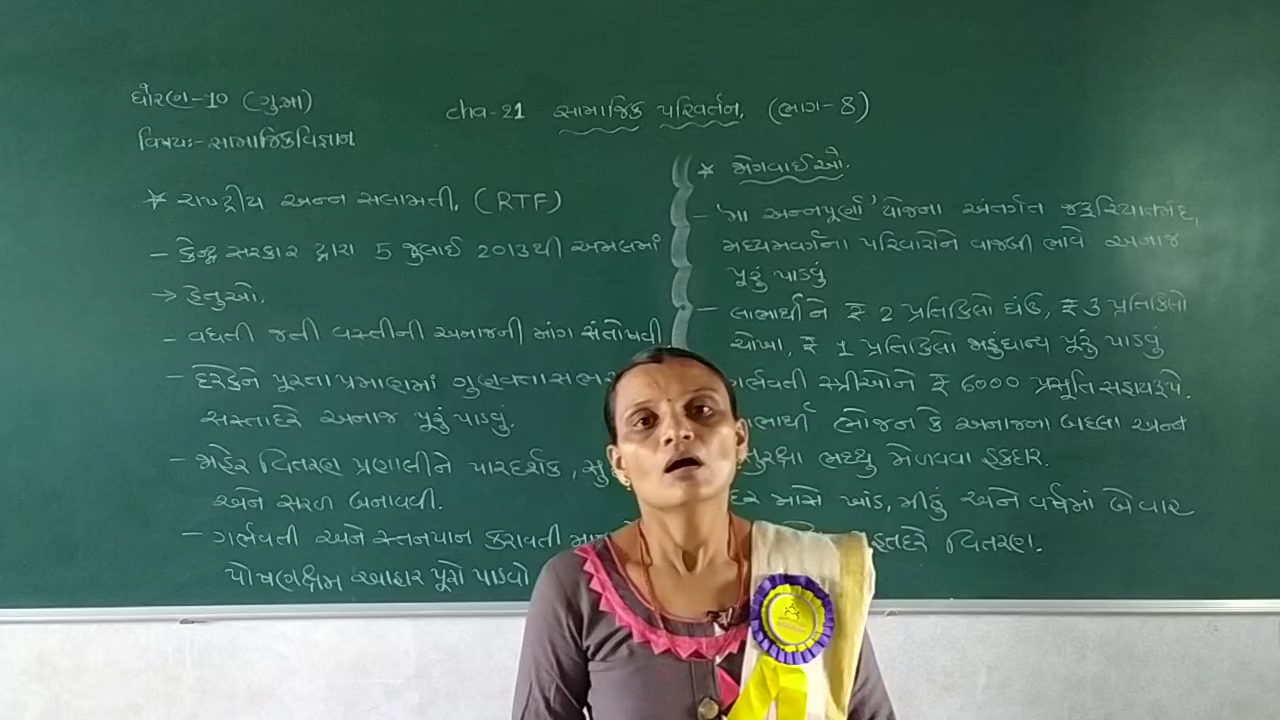 ધોરણ-10 (ગુ.મા)
વિષયઃ- સામાજિકવિજ્ઞાન
cha-21 સામાજિક પરિવર્તન. (ભાગ-8)
* રાષ્ટ્રીય અન્ન સલામતી. (RTF)
- કેન્દ્ર સરકાર દ્વારા 5 જુલાઈ 2013થી અમલમાં
→ હેતુઓ.
- વધતી જતી વસ્તીની અનાજની માંગ સંતોષવી
- દરેકને પૂરતા પ્રમાણમાં ગુણવત્તાસભર
સસ્તાદરે અનાજ પૂરું પાડવું.
- જાહેર વિતરણ પ્રણાલીને પારદર્શક,
અને સરળ બનાવવી.
- ગર્ભવતી અને સ્તનપાન કરાવતી
પોષણક્ષમ આહાર પૂરો પાડવો
* જોગવાઈઓ.
- 'મા અન્નપૂર્ણા' યોજના અંતર્ગત જરૂરિયાતમંદ,
મધ્યમવર્ગના પરિવારોને વાજબી ભાવે અનાજ
પૂરું પાડવું
- લાભાર્થીને ₹ 2 પ્રતિકિલો ઘંઉ, ₹ 3 પ્રતિકિલો
ચોખા, ₹ 1 પ્રતિકિલો જાડુંધાન્ય પૂરું પાડવું
ગર્ભવતી સ્ત્રીઓને ₹ 6000 પ્રસૂતિ સહાયરૂપે.
ભોજન કે અનાજના બદલા અન્ન
ભથ્થુ મેળવવા હકદાર.
દર માસે ખાંડ, મીઠું અને વર્ષમાં બેવાર
વિતરણ.